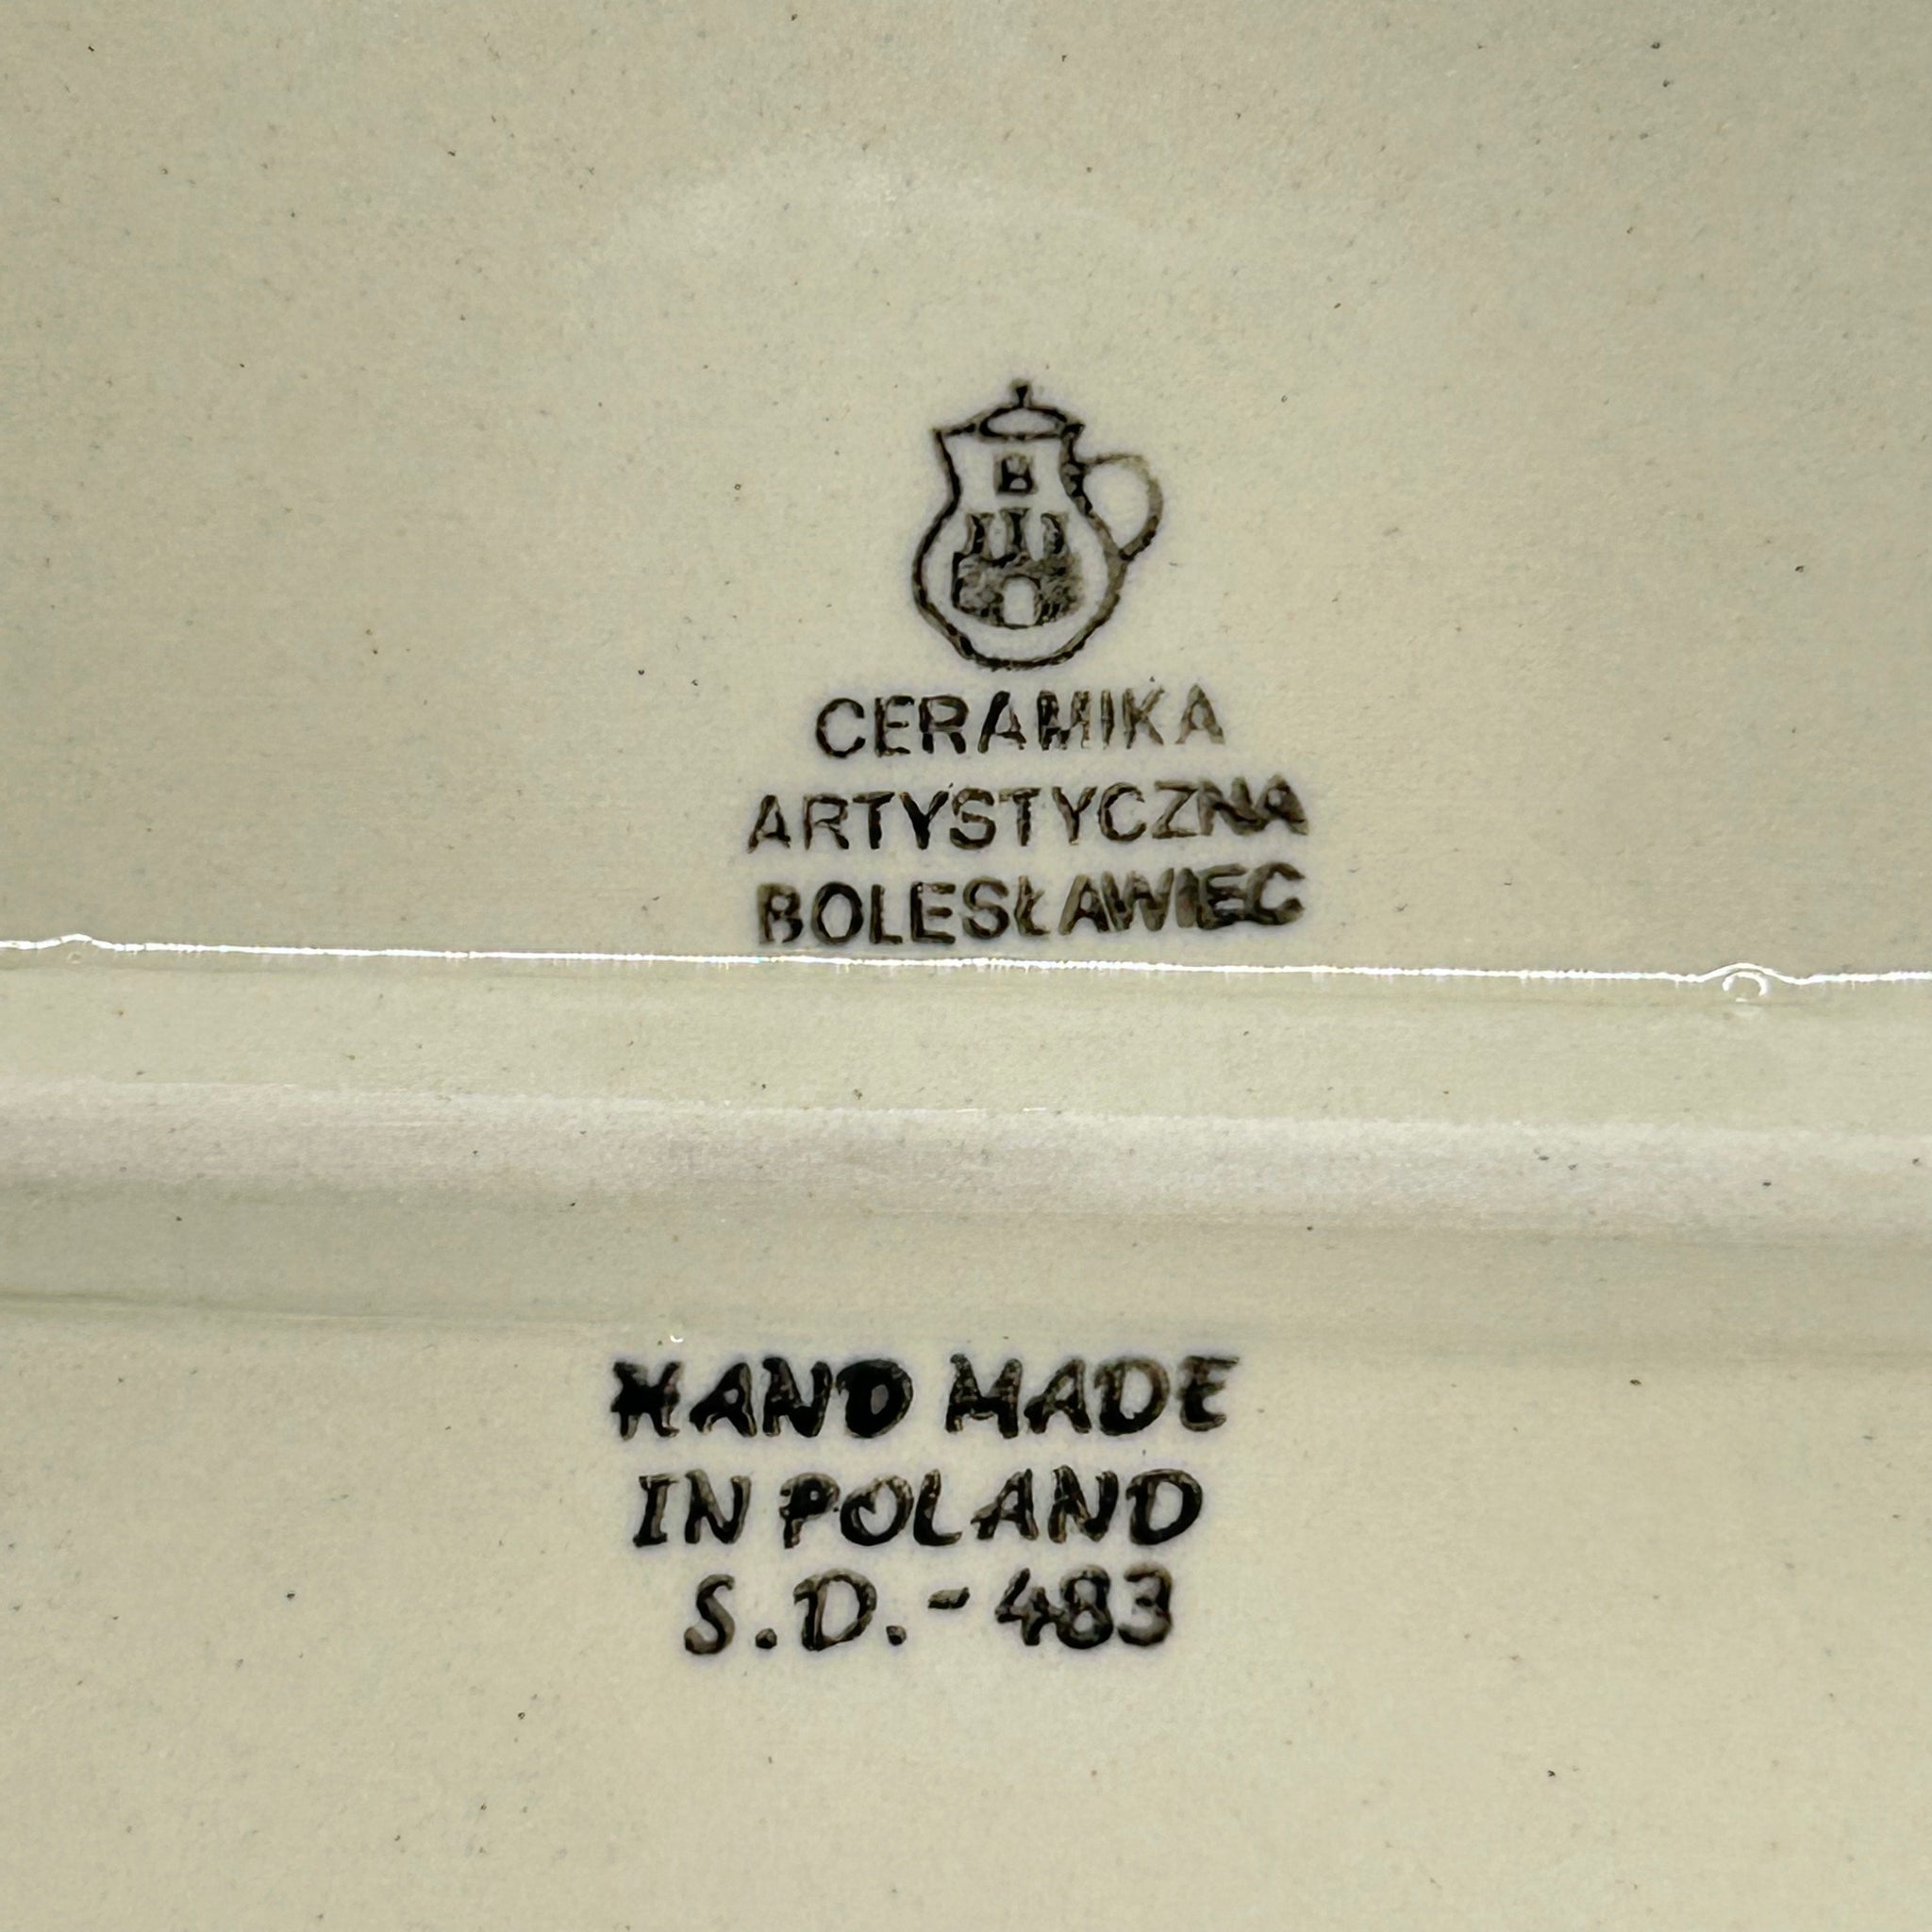 B
CERAMIKA
ARTYSTYCZNA
BOLESŁAWIEC
HAND MADE
IN POLAND
S.D.-483